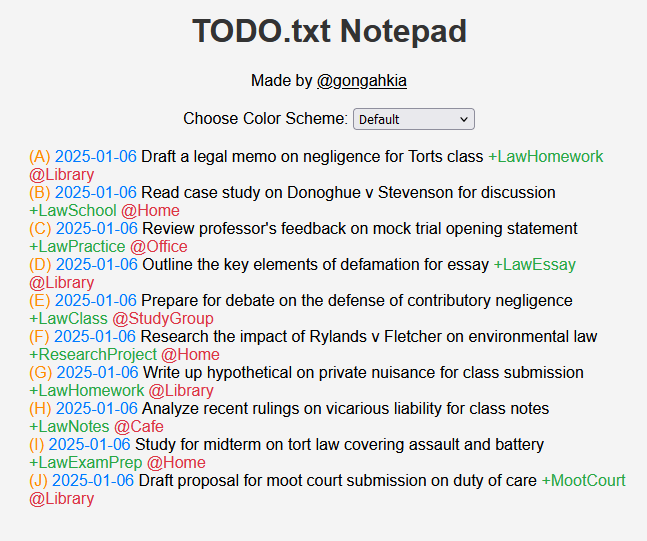 TODO.txt Notepad
Made by @gongahkia
Choose Color Scheme: Default
(A) 2025-01-06 Draft a legal memo on negligence for Torts class +LawHomework
@Library
(B) 2025-01-06 Read case study on Donoghue v Stevenson for discussion
+LawSchool @Home
(C) 2025-01-06 Review professor's feedback on mock trial opening statement
+LawPractice @Office
(D) 2025-01-06 Outline the key elements of defamation for essay +LawEssay
@Library
(E) 2025-01-06 Prepare for debate on the defense of contributory negligence
+LawClass @StudyGroup
(F) 2025-01-06 Research the impact of Rylands v Fletcher on environmental law
+ResearchProject @Home
(G) 2025-01-06 Write up hypothetical on private nuisance for class submission
+LawHomework @Library
(H) 2025-01-06 Analyze recent rulings on vicarious liability for class notes
+LawNotes @Cafe
(I) 2025-01-06 Study for midterm on tort law covering assault and battery
+LawExamPrep @Home
(J) 2025-01-06 Draft proposal for moot court submission on duty of care +MootCourt
@Library